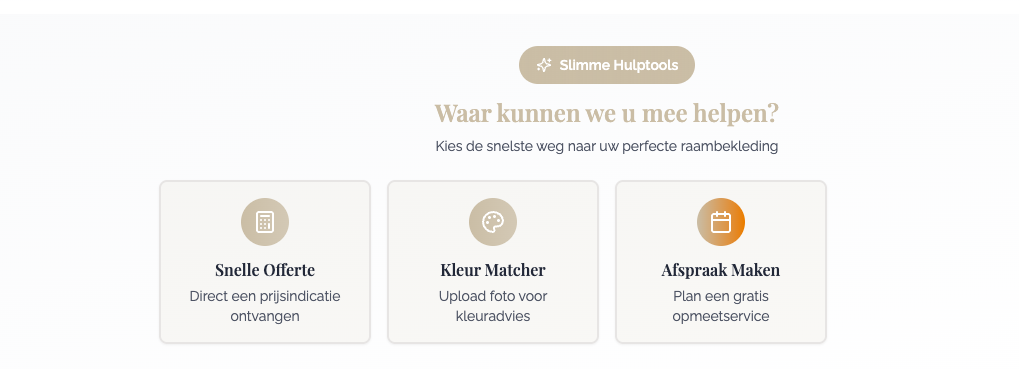 Slimme Hulptools
Waar kunnen we u mee helpen?
Kies de snelste weg naar uw perfecte raambekleding
Snelle Offerte
Direct een prijsindicatie
ontvangen
Kleur Matcher
Upload foto voor
kleuradvies
Afspraak Maken
Plan een gratis
opmeetservice